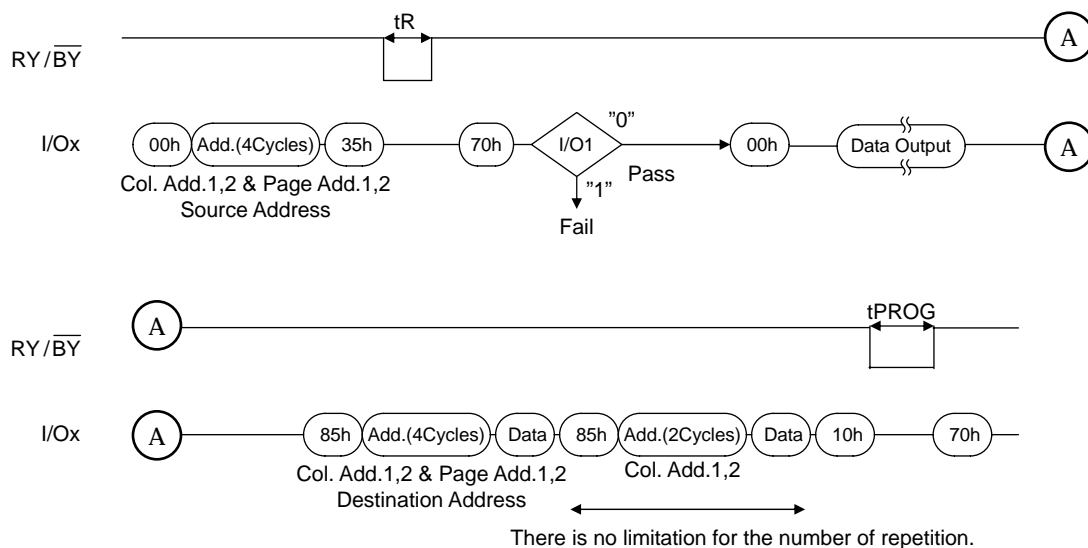 tR
RY/BY
A
I/Ox
00h Add.(4Cycles) 35h 70h I/O1 "0" 00h Data Output A
Pass
"1"
Col. Add.1,2 & Page Add.1,2
Source Address
Fail
A
tPROG
RY/BY
I/Ox
A 85h Add.(4Cycles) Data 85h Add.(2Cycles) Data 10h 70h
Col. Add.1,2 & Page Add.1,2 Col. Add.1,2
Destination Address
There is no limitation for the number of repetition.